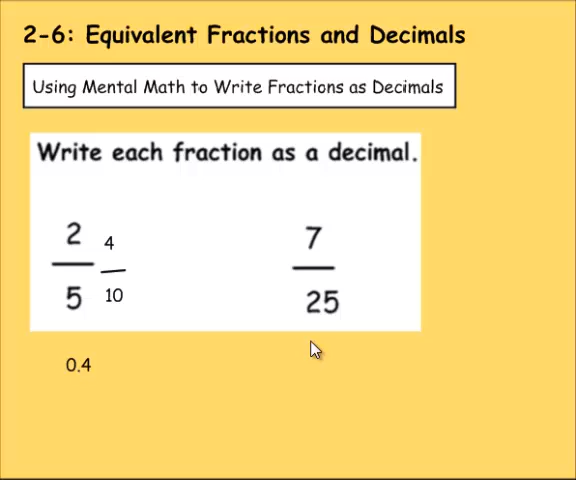 2-6: Equivalent Fractions and Decimals
Using Mental Math to Write Fractions as Decimals
Write each fraction as a decimal.
2
5
4
10
7
25
0.4